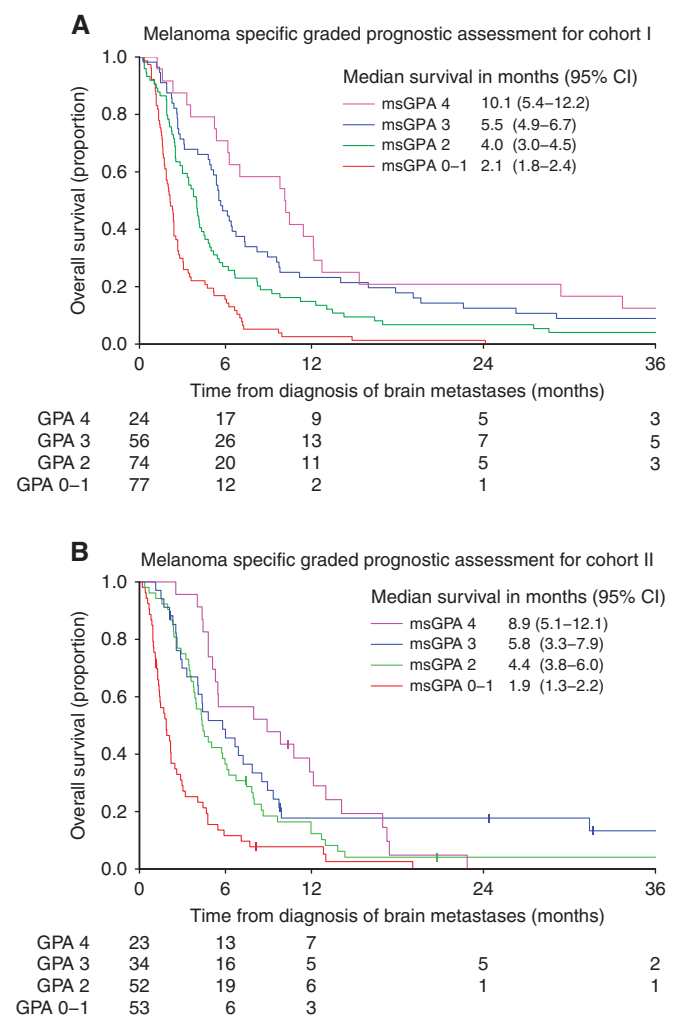 A
Melanoma specific graded prognostic assessment for cohort I
Overall survival (proportion)
1.0
0.8
0.6
0.4
0.2
0.0
Median survival in months (95% CI)
msGPA 4 10.1 (5.4–12.2)
msGPA 3 5.5 (4.9–6.7)
msGPA 2 4.0 (3.0–4.5)
msGPA 0–1 2.1 (1.8–2.4)
0 6 12 24 36
Time from diagnosis of brain metastases (months)
GPA 4 24 17 9 5 3
GPA 3 56 26 13 7 5
GPA 2 74 20 11 5 3
GPA 0–1 77 12 2 1
B
Melanoma specific graded prognostic assessment for cohort II
Overall survival (proportion)
1.0
0.8
0.6
0.4
0.2
0.0
Median survival in months (95% CI)
msGPA 4 8.9 (5.1–12.1)
msGPA 3 5.8 (3.3–7.9)
msGPA 2 4.4 (3.8–6.0)
msGPA 0–1 1.9 (1.3–2.2)
0 6 12 24 36
Time from diagnosis of brain metastases (months)
GPA 4 23 13 7
GPA 3 34 16 5 5 2
GPA 2 52 19 6 1 1
GPA 0–1 53 6 3